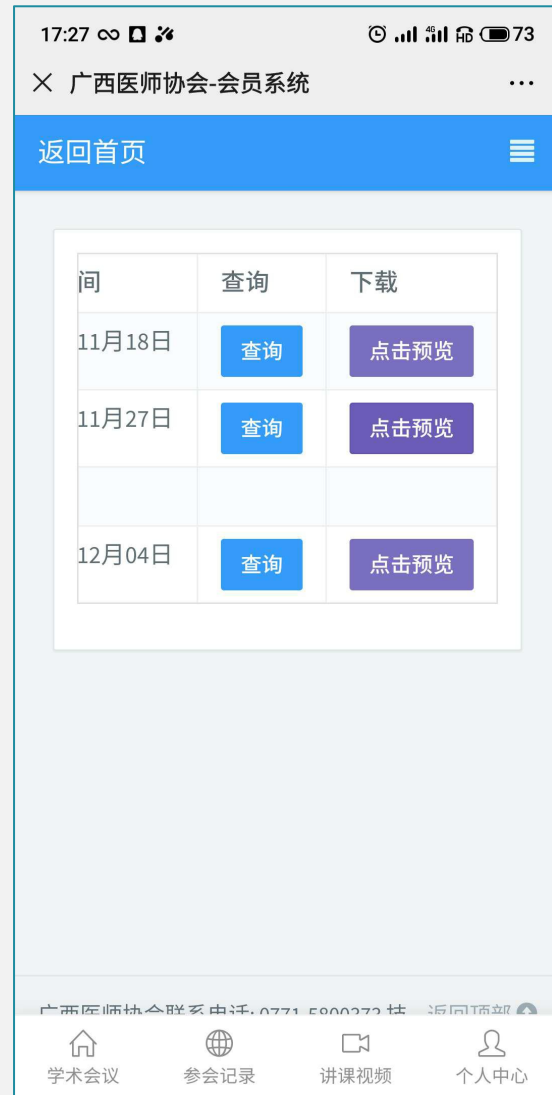 17:27 73
广西医师协会-会员系统
返回首页
间 查询 下载
11月18日 查询 点击预览
11月27日 查询 点击预览
12月04日 查询 点击预览
广西医师协会联系电话: 0771-5800373 技 返回顶部
学术会议 参会记录 讲课视频 个人中心